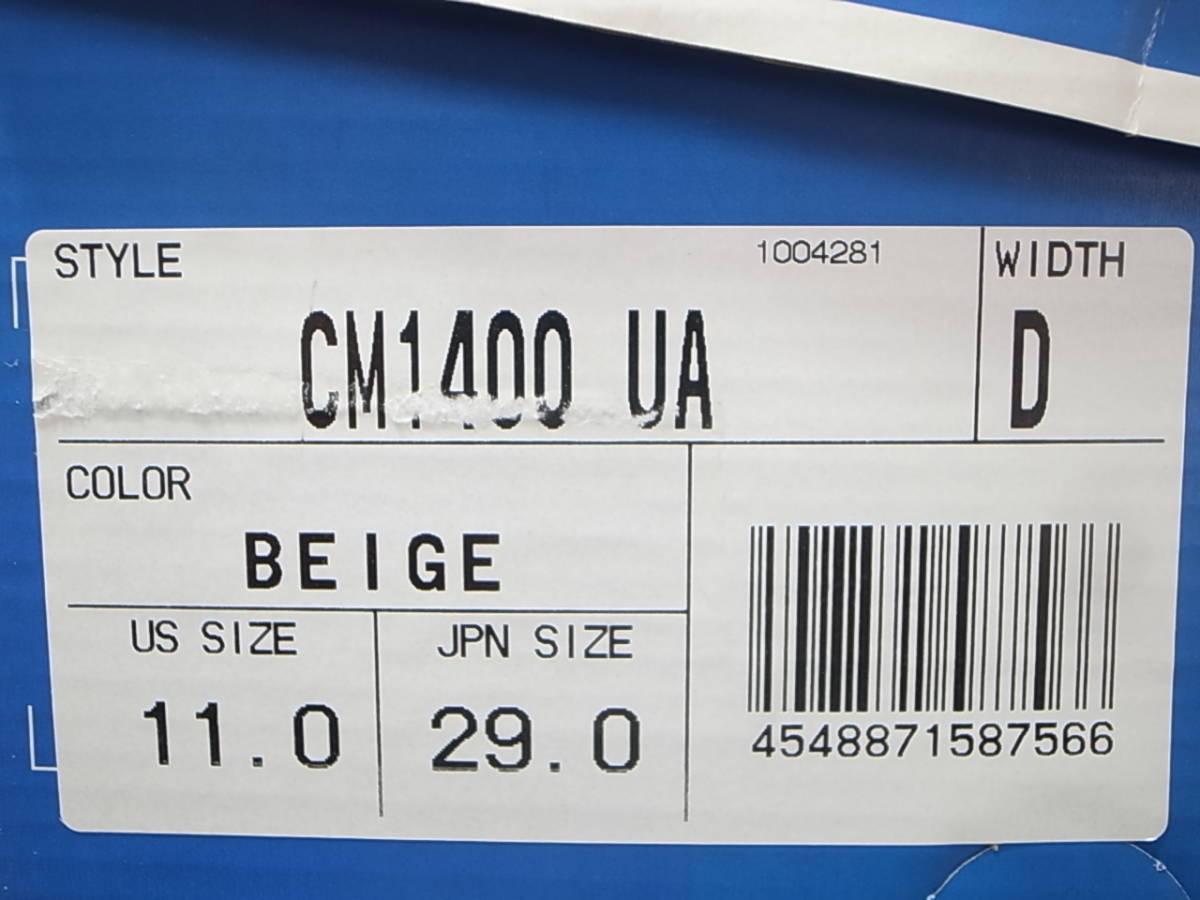 STYLE 1004281 WIDTH
CM1400 UA D
COLOR
BEIGE
US SIZE JPN SIZE
11.0 29.0
4548871587566